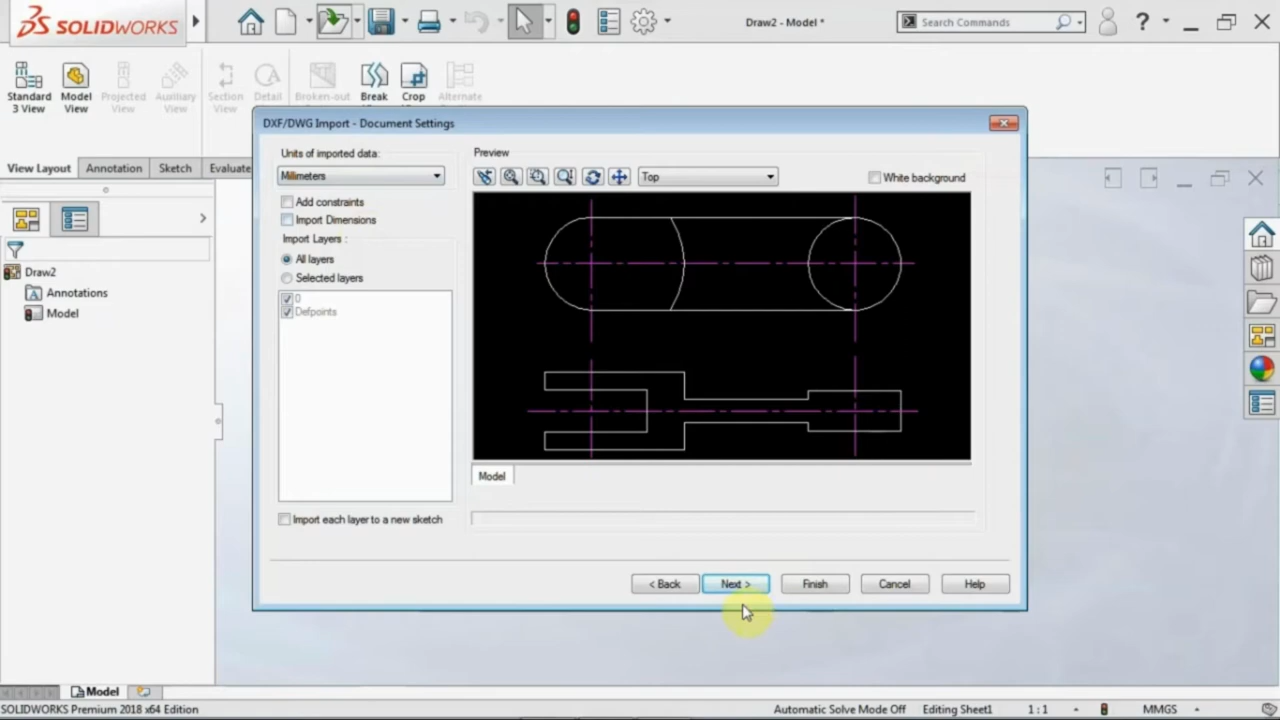 SOLIDWORKS
Draw2 - Model *
Search Commands
?
Standard
3 View
Model
View
Projected
View
Auxiliary
View
Section
View
Detail
Broken-out
Break
Crop
Alternate
View Layout
Annotation
Sketch
Evaluate
DXF/DWG Import - Document Settings
Units of imported data:
Millimeters
Add constraints
Import Dimensions
Import Layers :
All layers
Selected layers
0
Defpoints
Import each layer to a new sketch
Preview
Top
White background
Model
< Back
Next >
Finish
Cancel
Help
Draw2
Annotations
Model
Model
SOLIDWORKS Premium 2018 x64 Edition
Automatic Solve Mode Off
Editing Sheet1
1 : 1
MMGS